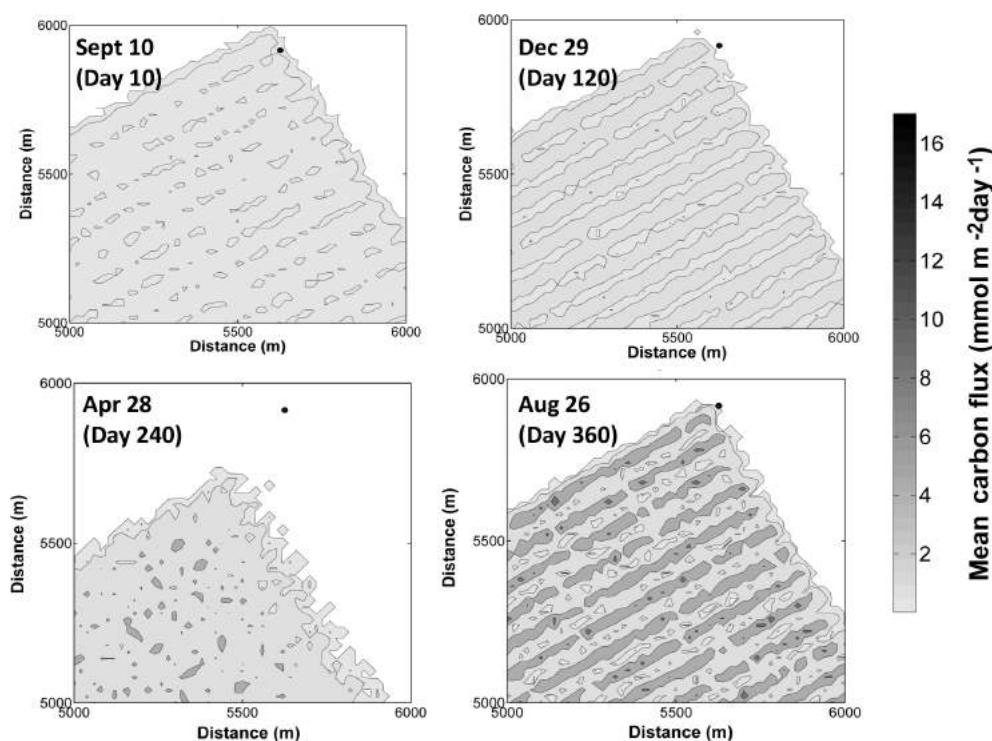 6000
Sept 10
(Day 10)
5500
5000
5000
5500
6000
Distance (m)
Distance (m)
6000
Dec 29
(Day 120)
5500
5000
5000
5500
6000
Distance (m)
Distance (m)
6000
Apr 28
(Day 240)
5500
5000
5000
5500
6000
Distance (m)
Distance (m)
6000
Aug 26
(Day 360)
5500
5000
5000
5500
6000
Distance (m)
Distance (m)
16
14
12
10
8
6
4
2
Mean carbon flux (mmol m -2day -1)